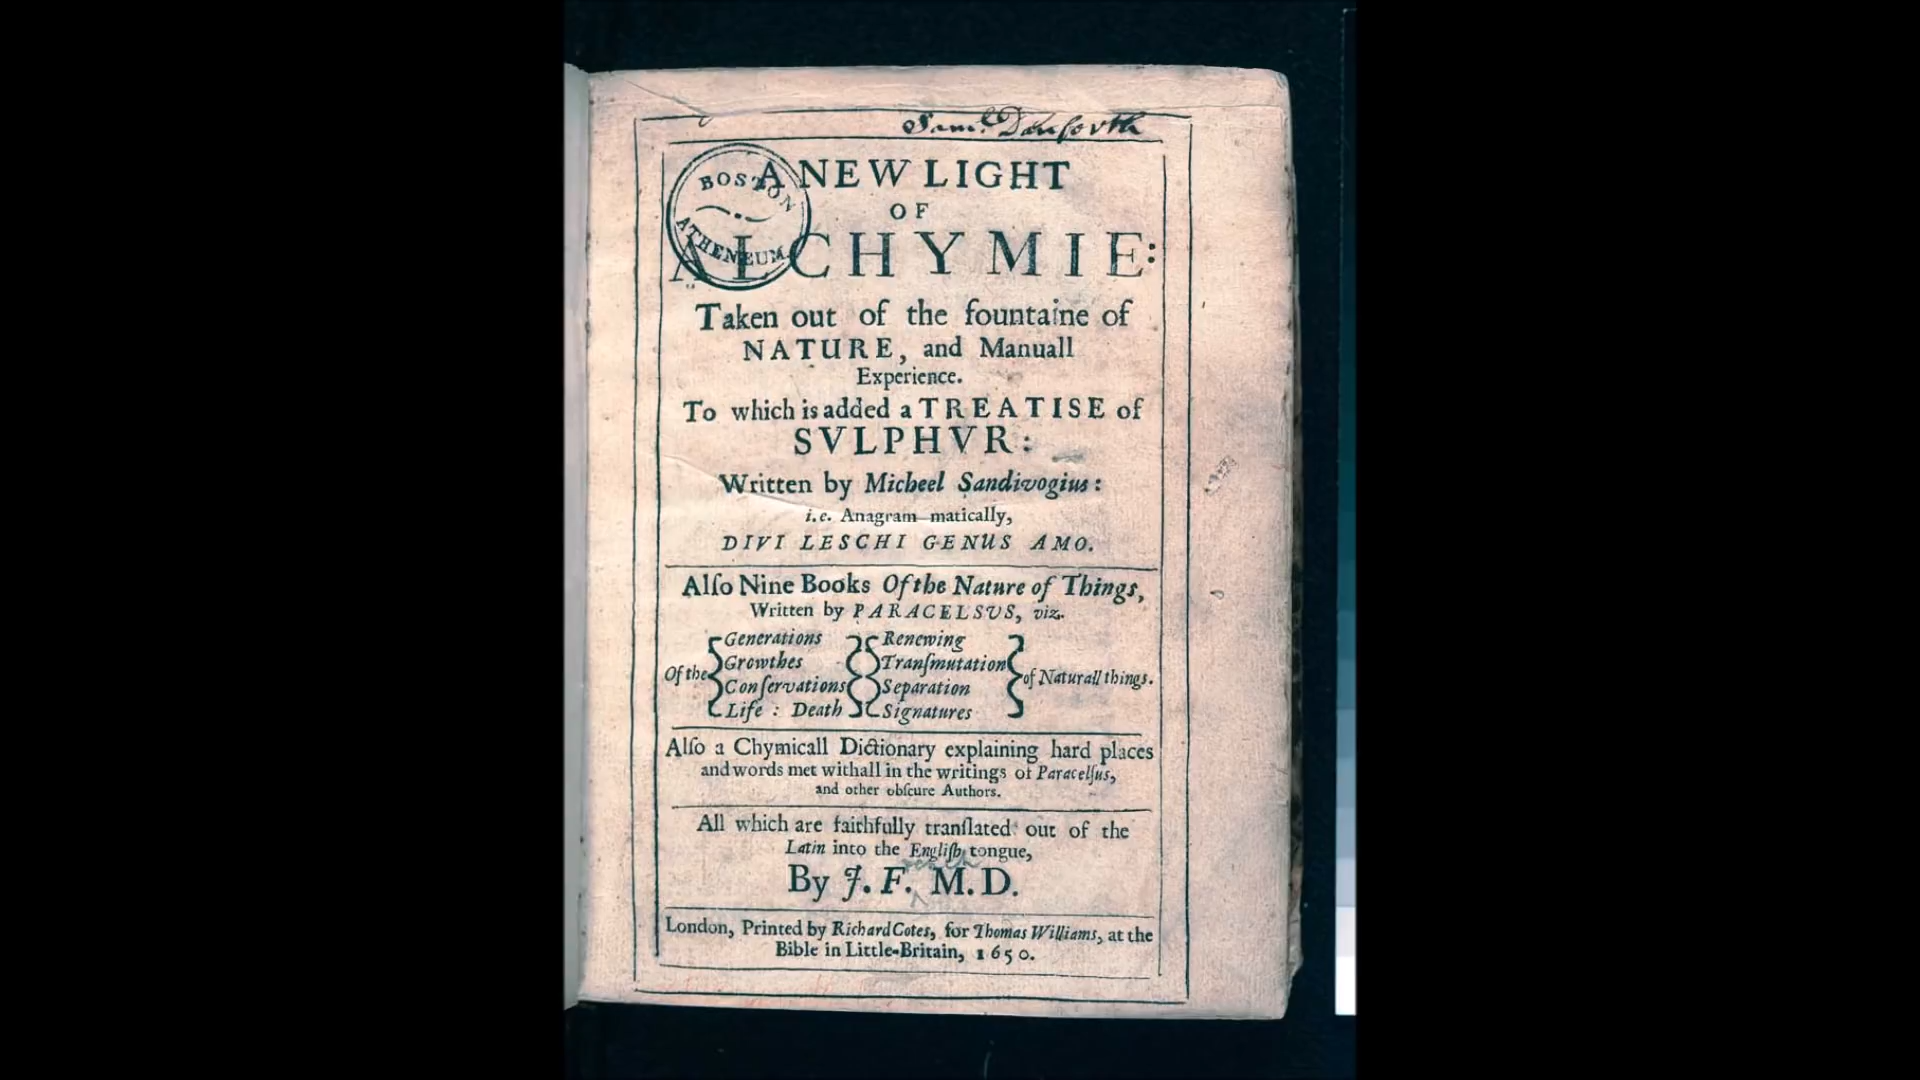 Saml. Danforth
BOSTON
ATHENEUM.
A NEW LIGHT
OF
ALCHYMIE:
Taken out of the fountaine of
NATURE, and Manuall
Experience.
To which is added a TREATISE of
SVLPHVR:
Written by Micheel Sandivogius:
i.e. Anagram matically,
DIVI LESCHI GENUS AMO.
Alſo Nine Books Of the Nature of Things,
Written by PARACELSVS, viz.
Of the
Generations
Growthes
Conſervations
Life : Death
Renewing
Tranſmutation
Separation
Signatures
of Naturall things.
Alſo a Chymicall Dictionary explaining hard places
and words met withall in the writings of Paracelſus,
and other obſcure Authors.
All which are faithfully tranſlated out of the
Latin into the Engliſh tongue,
By J. F. M.D.
London, Printed by Richard Cotes, for Thomas Williams, at the
Bible in Little-Britain, 1650.